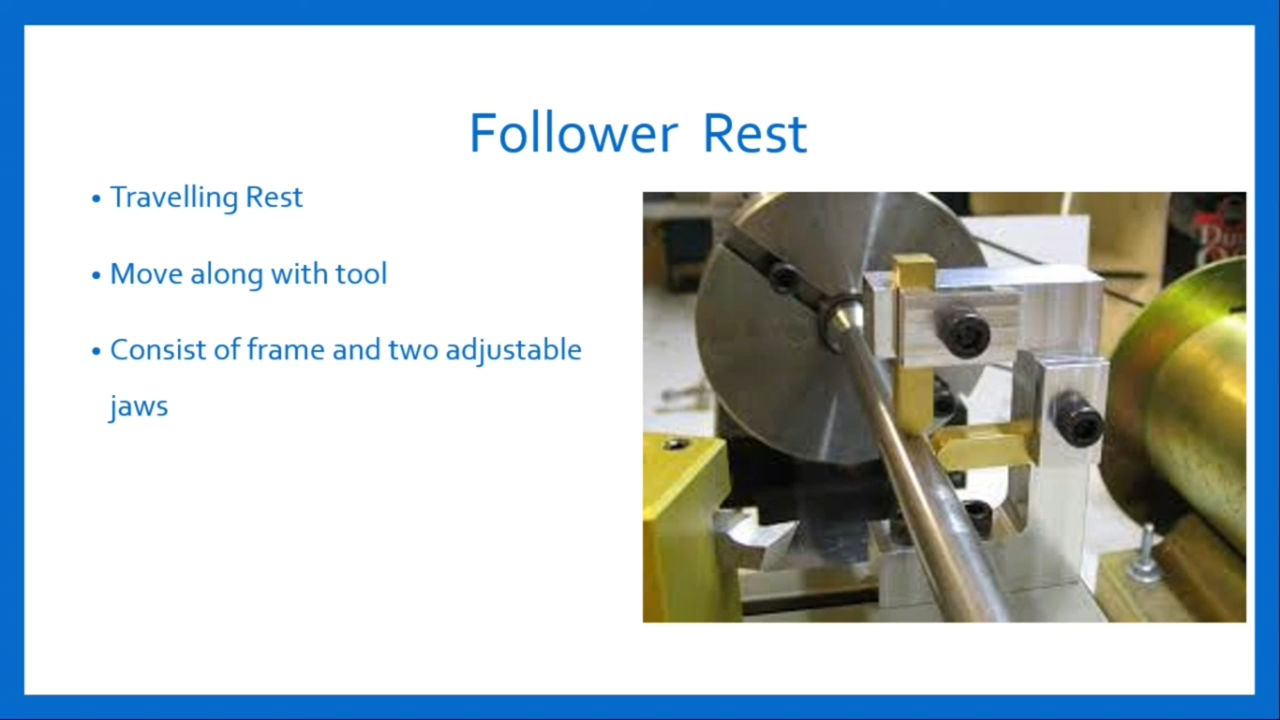 Follower Rest
• Travelling Rest
• Move along with tool
• Consist of frame and two adjustable
jaws